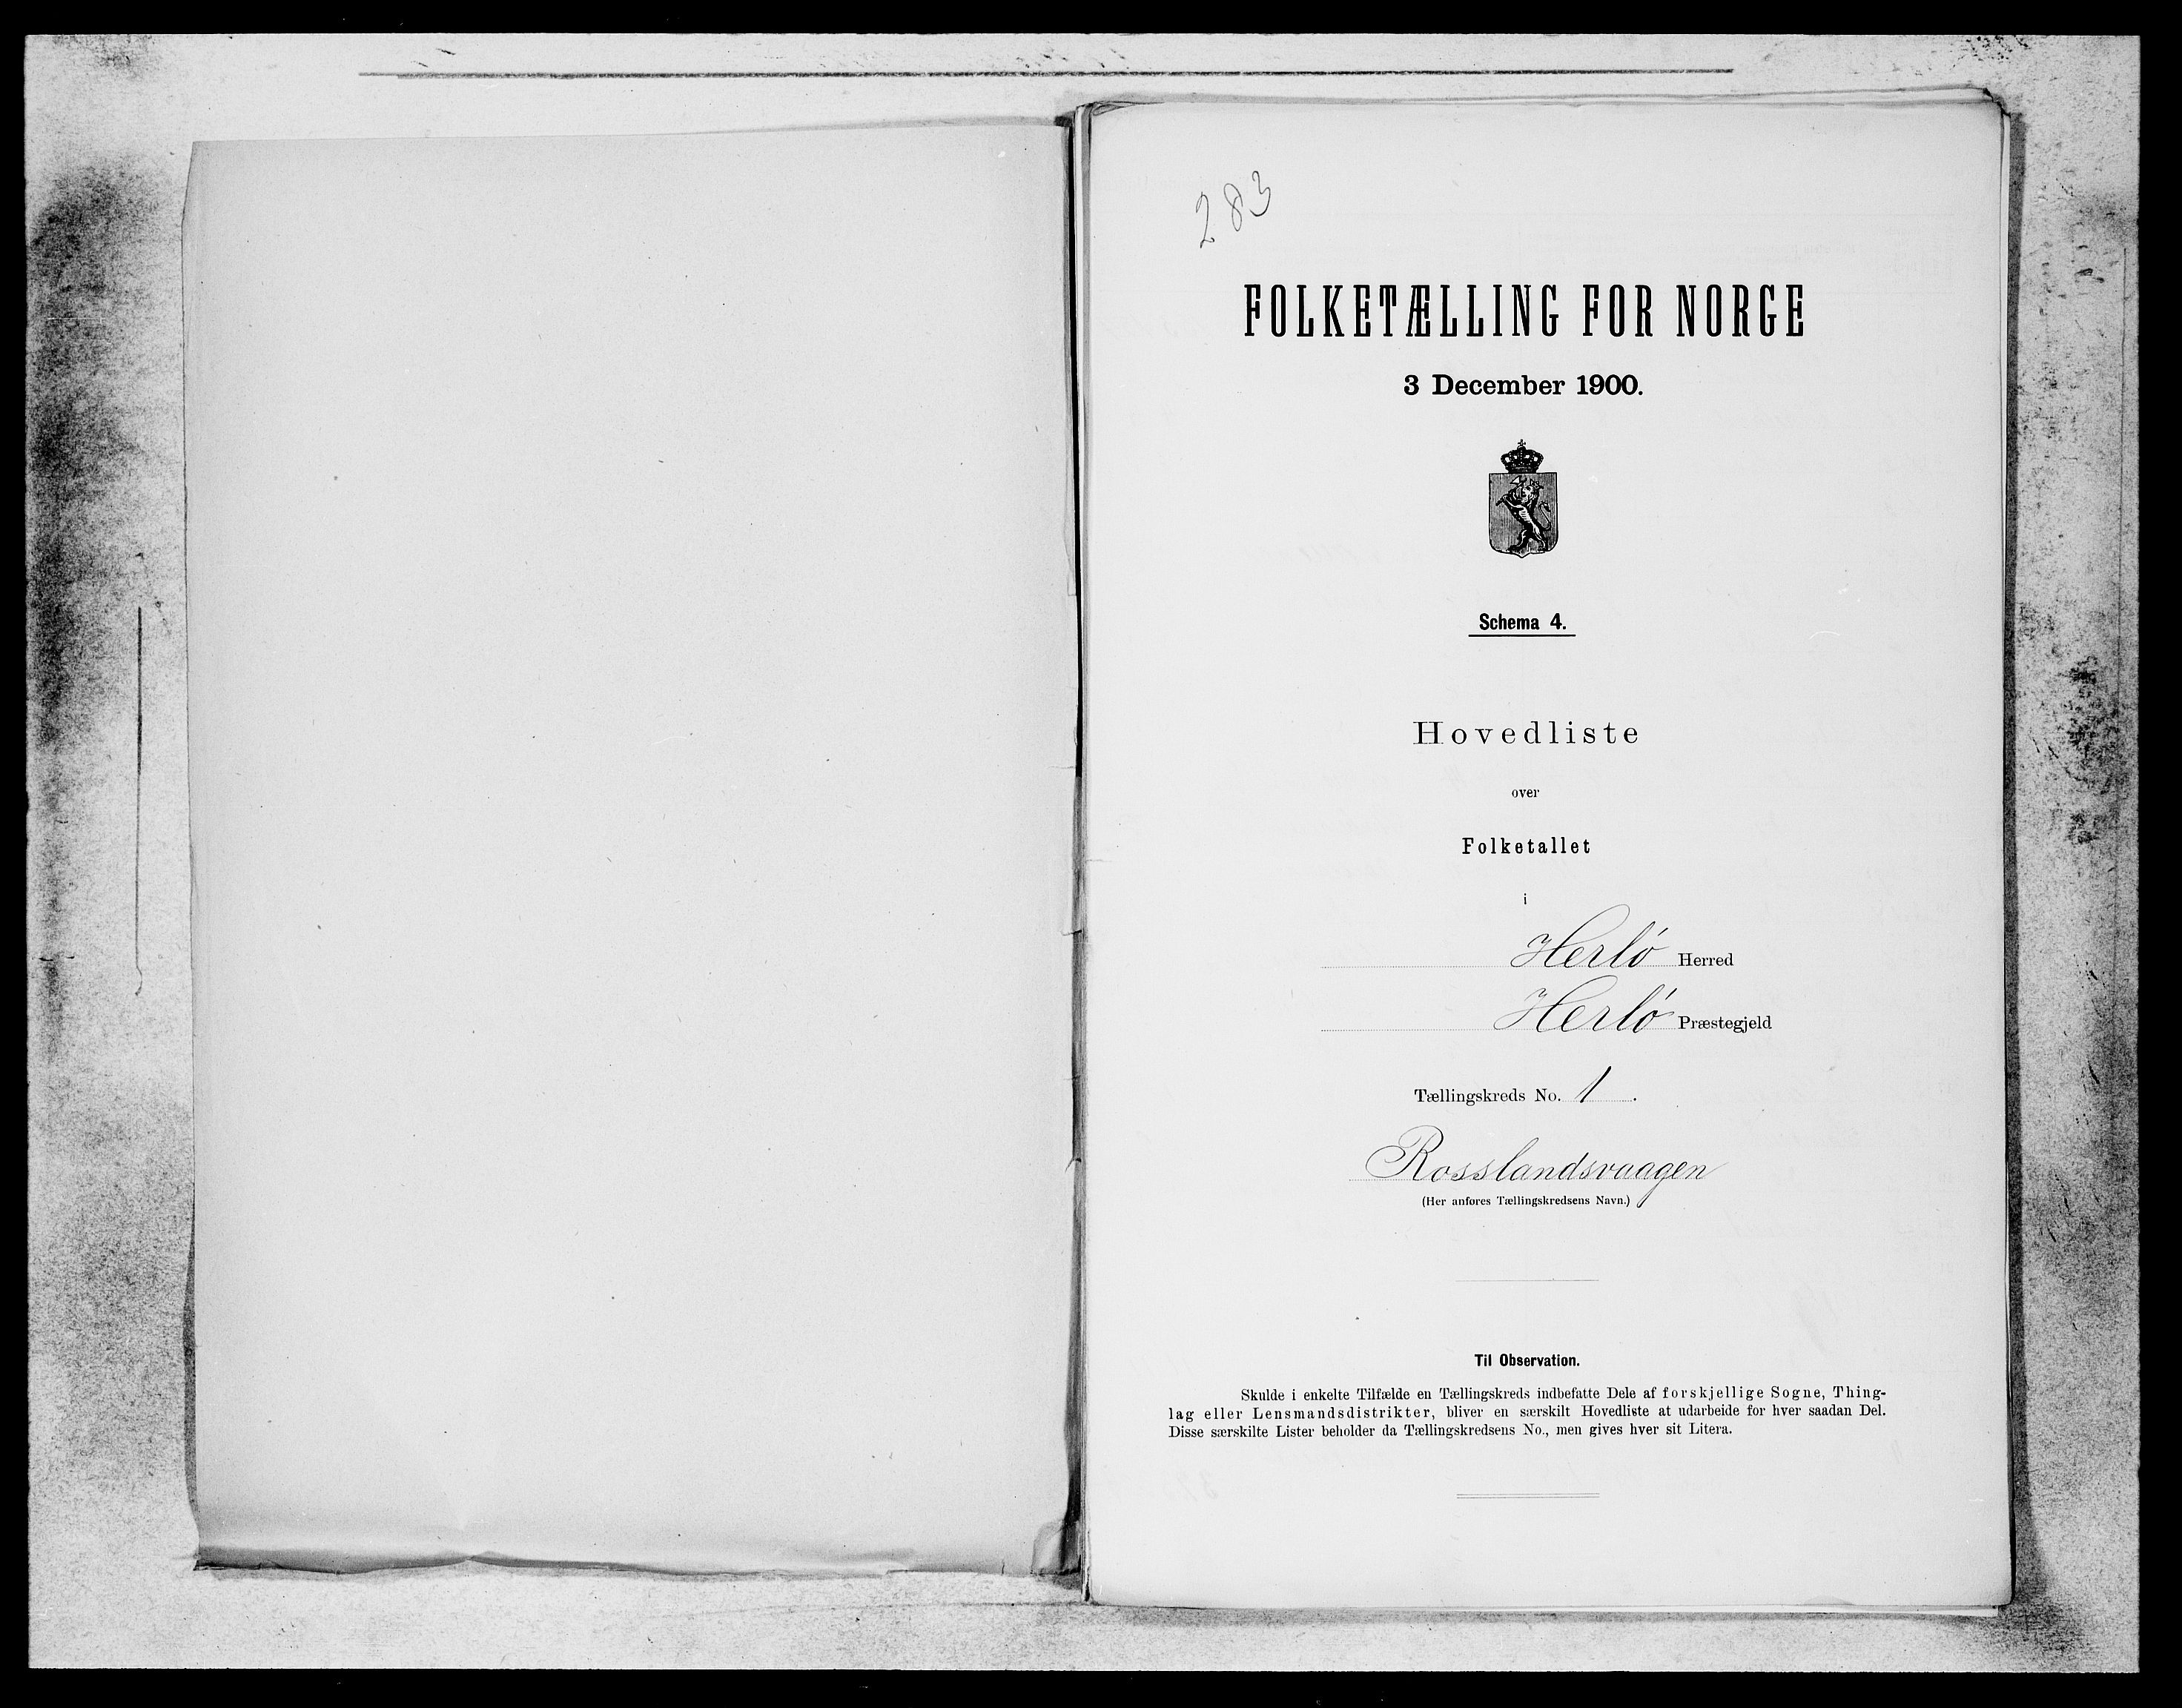 283
FOLKETÆLLING FOR NORGE
3 December 1900.
Schema 4.
Hovedliste
over
Folketallet
i
Herlö Herred
Herlö Præstegjeld
Tællingskreds No. 1.
Rosslandsvaagen
(Her anføres Tællingskredsens Navn.)
Til Observation.
Skulde i enkelte Tilfælde en Tællingskreds indbefatte Dele af forskjellige Sogne, Thing-
lag eller Lensmandsdistrikter, bliver en særskilt Hovedliste at udarbeide for hver saadan Del.
Disse særskilte Lister beholder da Tællingskredsens No., men gives hver sit Litera.